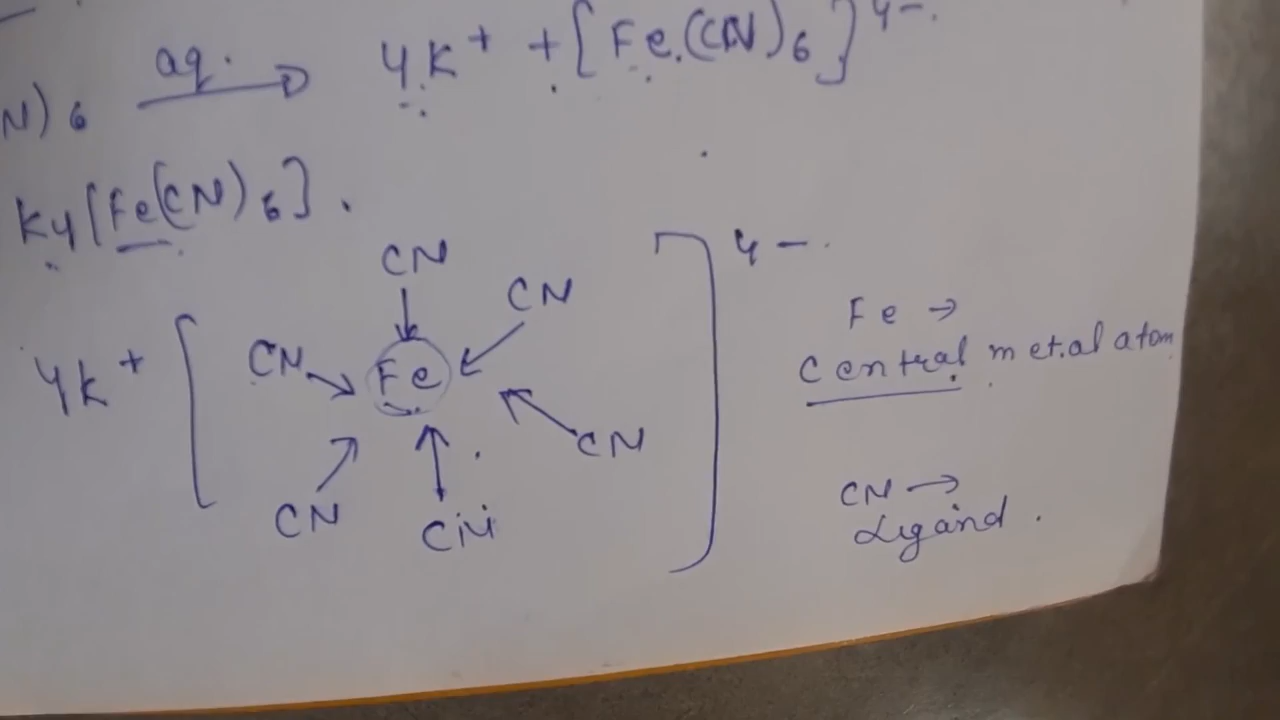 N)6 aq. → 4K+ + [Fe(CN)6]4-.
K4[Fe(CN)6].
CN
CN
4-.
4K+ [
CN → Fe
CN
CN
CN
]
Fe →
Central metal atom
CN →
Ligand.